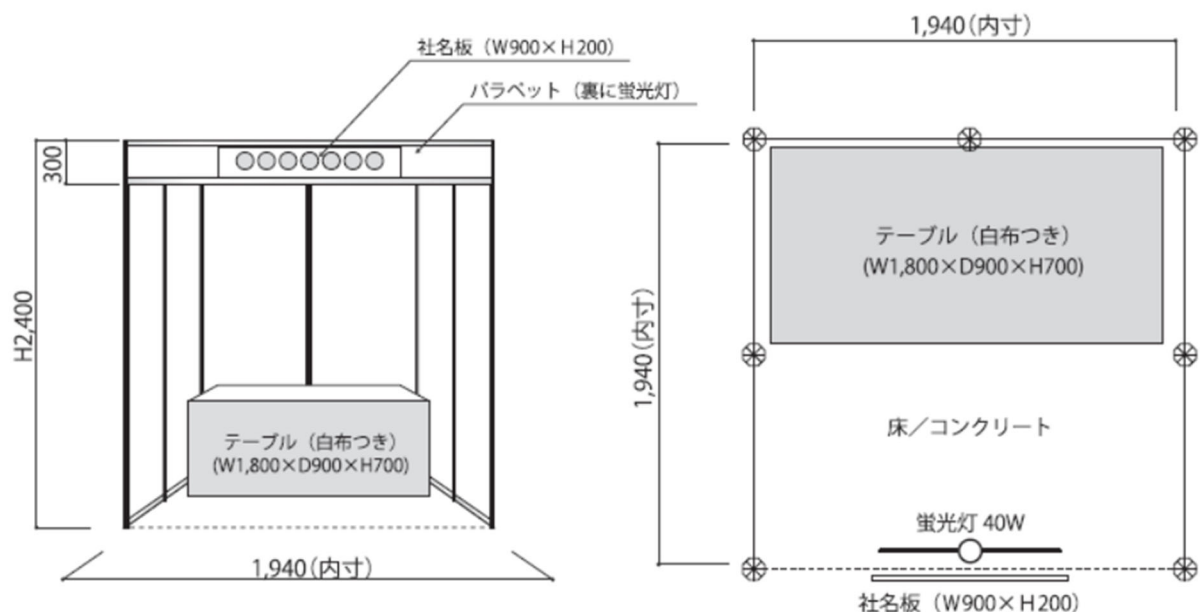 社名板（W900×H200）
パラペット（裏に蛍光灯）
300
H2,400
テーブル（白布つき）
(W1,800×D900×H700)
1,940(内寸)
1,940(内寸)
1,940(内寸)
テーブル（白布つき）
(W1,800×D900×H700)
床／コンクリート
蛍光灯 40W
社名板（W900×H200）